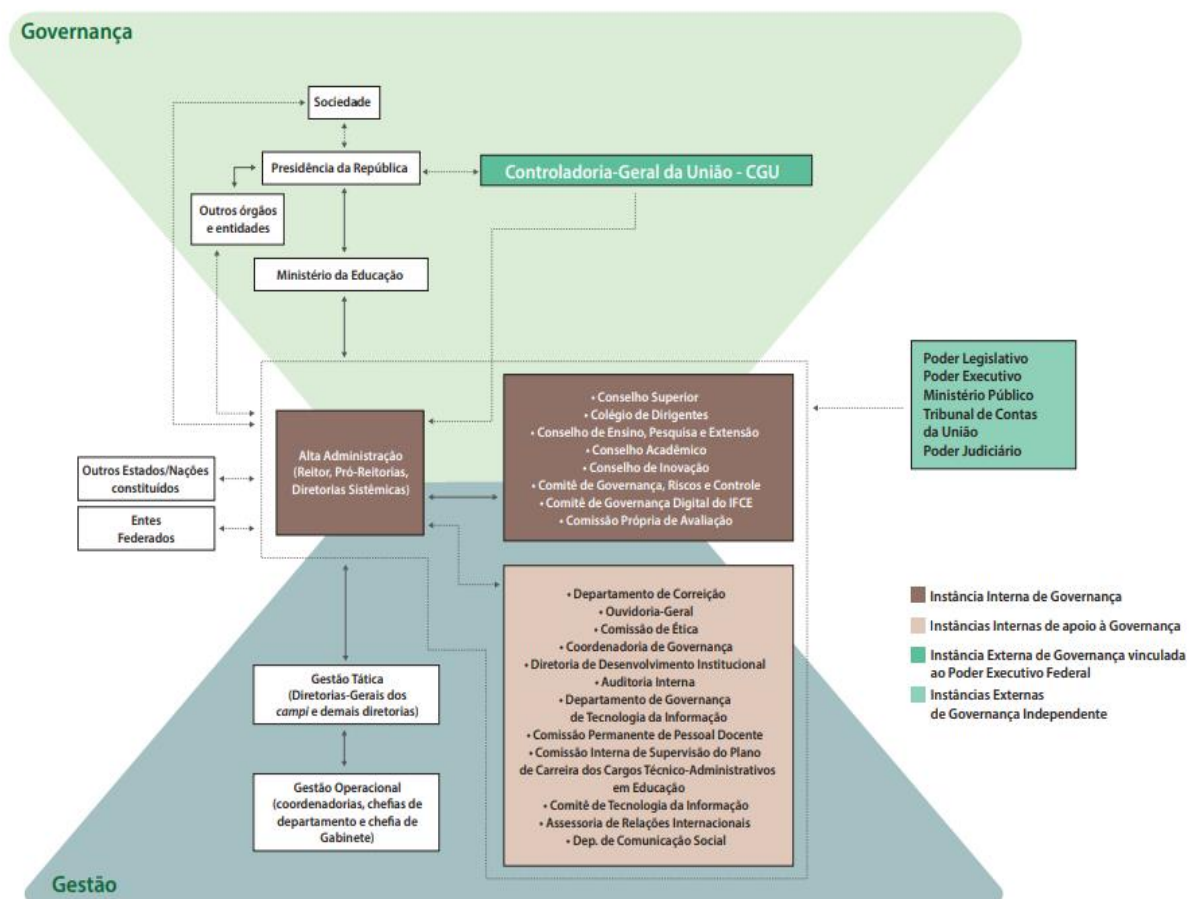 Governança
Sociedade
Presidência da República
Controladoria-Geral da União - CGU
Outros órgãos
e entidades
Ministério da Educação
Poder Legislativo
Poder Executivo
Ministério Público
Tribunal de Contas
da União
Poder Judiciário
• Conselho Superior
• Colégio de Dirigentes
• Conselho de Ensino, Pesquisa e Extensão
• Conselho Acadêmico
• Conselho de Inovação
• Comitê de Governança, Riscos e Controle
• Comitê de Governança Digital do IFCE
• Comissão Própria de Avaliação
Alta Administração
(Reitor, Pró-Reitorias,
Diretorias Sistêmicas)
Outros Estados/Nações
constituídos
Entes
Federados
• Departamento de Correição
• Ouvidoria-Geral
• Comissão de Ética
• Coordenadoria de Governança
• Diretoria de Desenvolvimento Institucional
• Auditoria Interna
• Departamento de Governança
de Tecnologia da Informação
• Comissão Permanente de Pessoal Docente
• Comissão Interna de Supervisão do Plano
de Carreira dos Cargos Técnico-Administrativos
em Educação
• Comitê de Tecnologia da Informação
• Assessoria de Relações Internacionais
• Dep. de Comunicação Social
Instância Interna de Governança
Instâncias Internas de apoio à Governança
Instância Externa de Governança vinculada
ao Poder Executivo Federal
Instâncias Externas
de Governança Independente
Gestão Tática
(Diretorias-Gerais dos
campi e demais diretorias)
Gestão Operacional
(coordenadorias, chefias de
departamento e chefia de
Gabinete)
Gestão